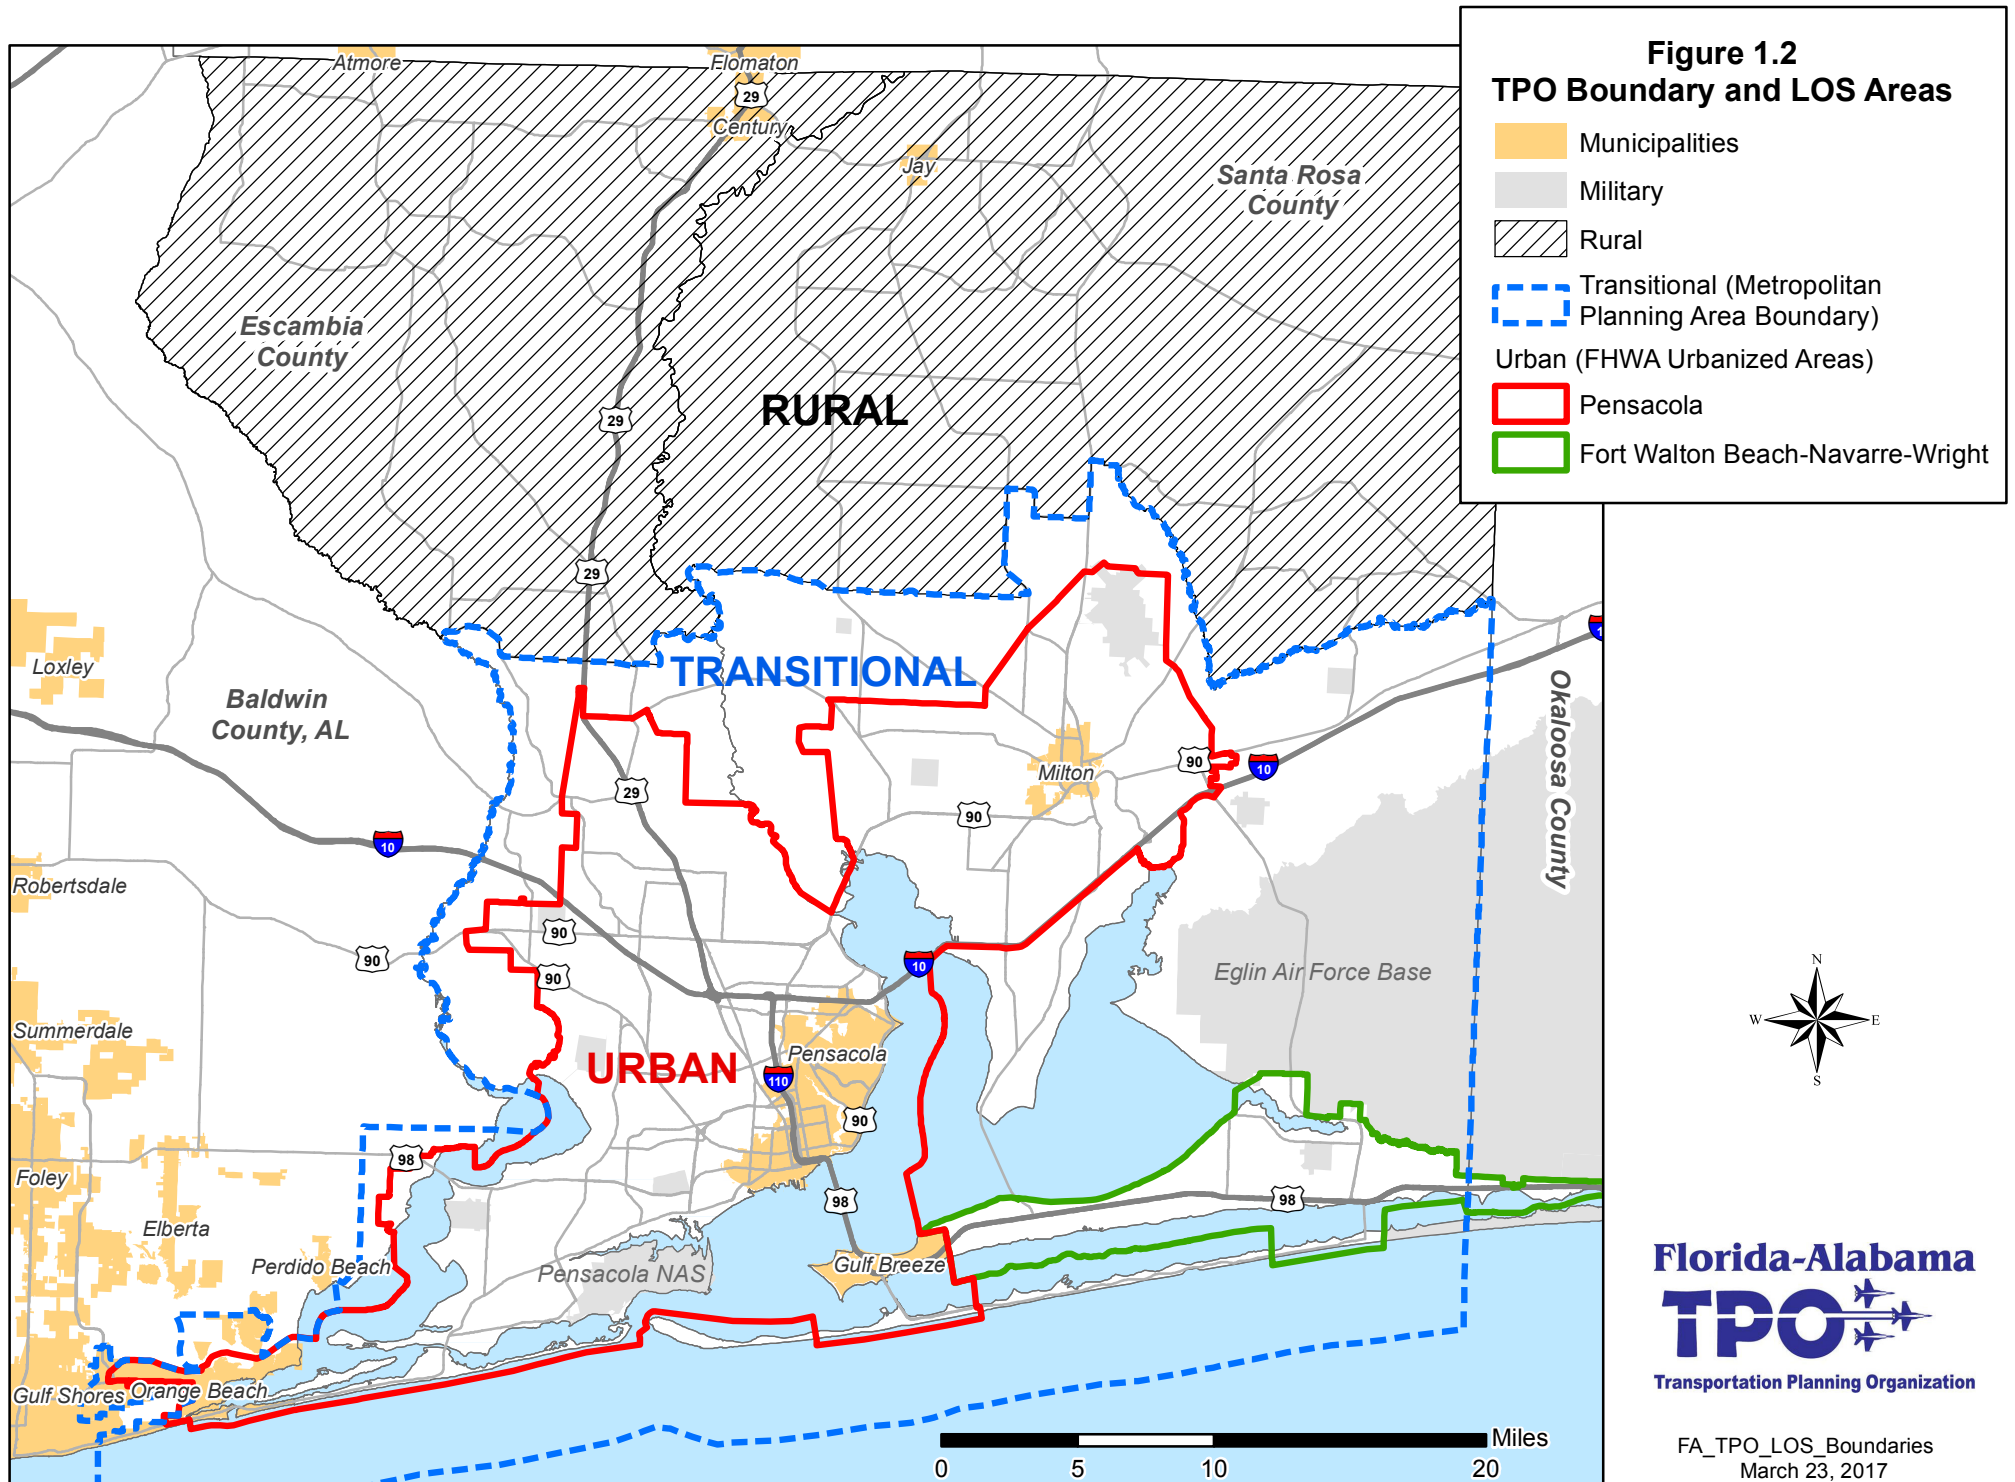 Figure 1.2
TPO Boundary and LOS Areas
Municipalities
Military
Rural
Transitional (Metropolitan
Planning Area Boundary)
Urban (FHWA Urbanized Areas)
Pensacola
Fort Walton Beach-Navarre-Wright
Atmore
Flomaton
29
Century
Jay
Santa Rosa
County
Escambia
County
RURAL
29
29
Loxley
TRANSITIONAL
Baldwin
County, AL
Okaloosa County
29
Milton
90
10
90
10
Robertsdale
90
90
90
10
Eglin Air Force Base
Summerdale
Pensacola
URBAN
110
90
98
Foley
98
98
Elberta
Perdido Beach
Pensacola NAS
Gulf Breeze
Gulf Shores
Orange Beach
N
W
E
S
Miles
0
5
10
20
Florida-Alabama
TPO
Transportation Planning Organization
FA_TPO_LOS_Boundaries
March 23, 2017